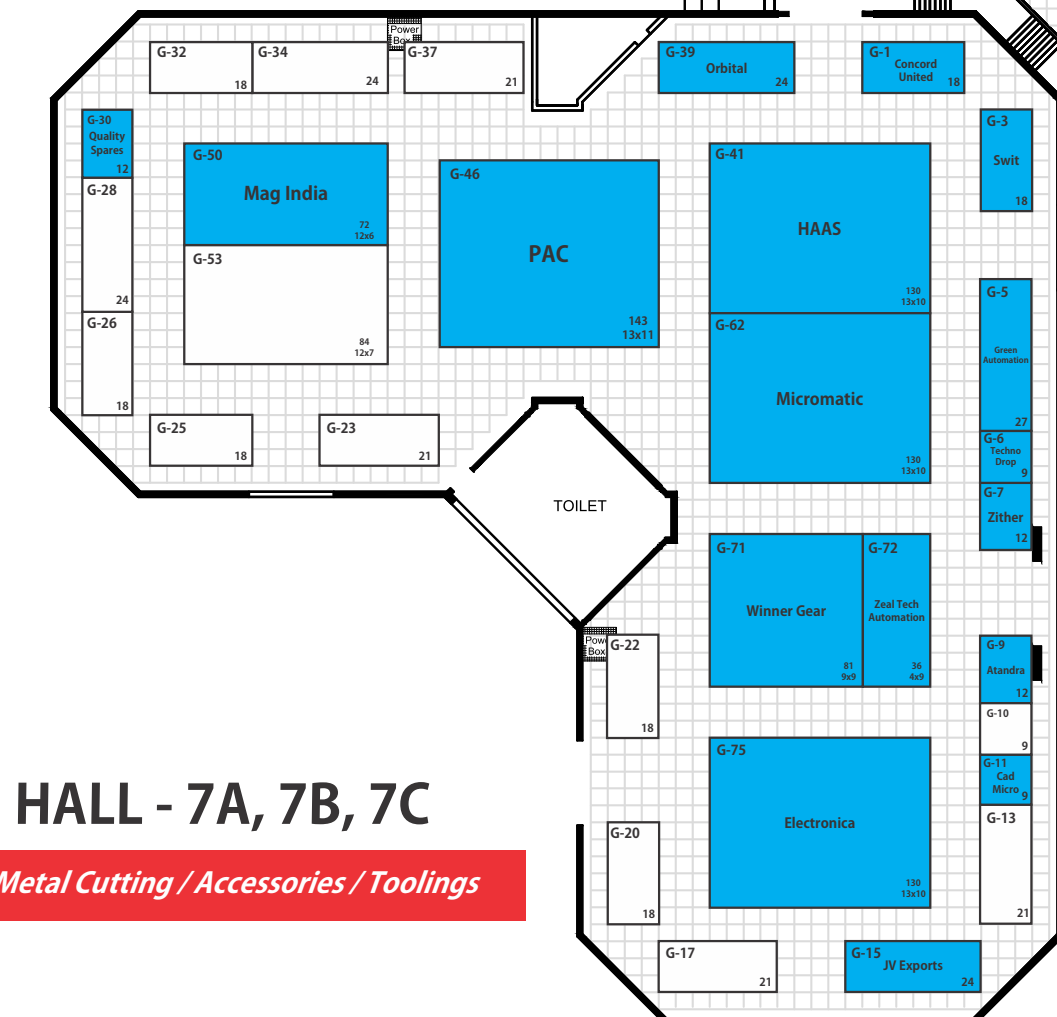 Power
Box
G-32
18
G-34
24
G-37
21
G-39
Orbital
24
G-1
Concord
United
18
G-30
Quality
Spares
12
G-28
24
G-26
18
G-50
Mag India
72
12x6
G-53
84
12x7
G-46
PAC
143
13x11
G-41
HAAS
130
13x10
G-62
Micromatic
130
13x10
G-3
Swit
18
G-5
Green
Automation
27
G-6
Techno
Drop
9
G-7
Zither
12
G-25
18
G-23
21
TOILET
G-71
Winner Gear
81
9x9
G-72
Zeal Tech
Automation
36
4x9
Pow
Box
G-22
18
G-9
Atandra
12
G-10
9
G-11
Cad
Micro
9
G-13
21
G-75
Electronica
130
13x10
G-20
18
G-17
21
G-15
JV Exports
24
HALL - 7A, 7B, 7C
Metal Cutting / Accessories / Toolings